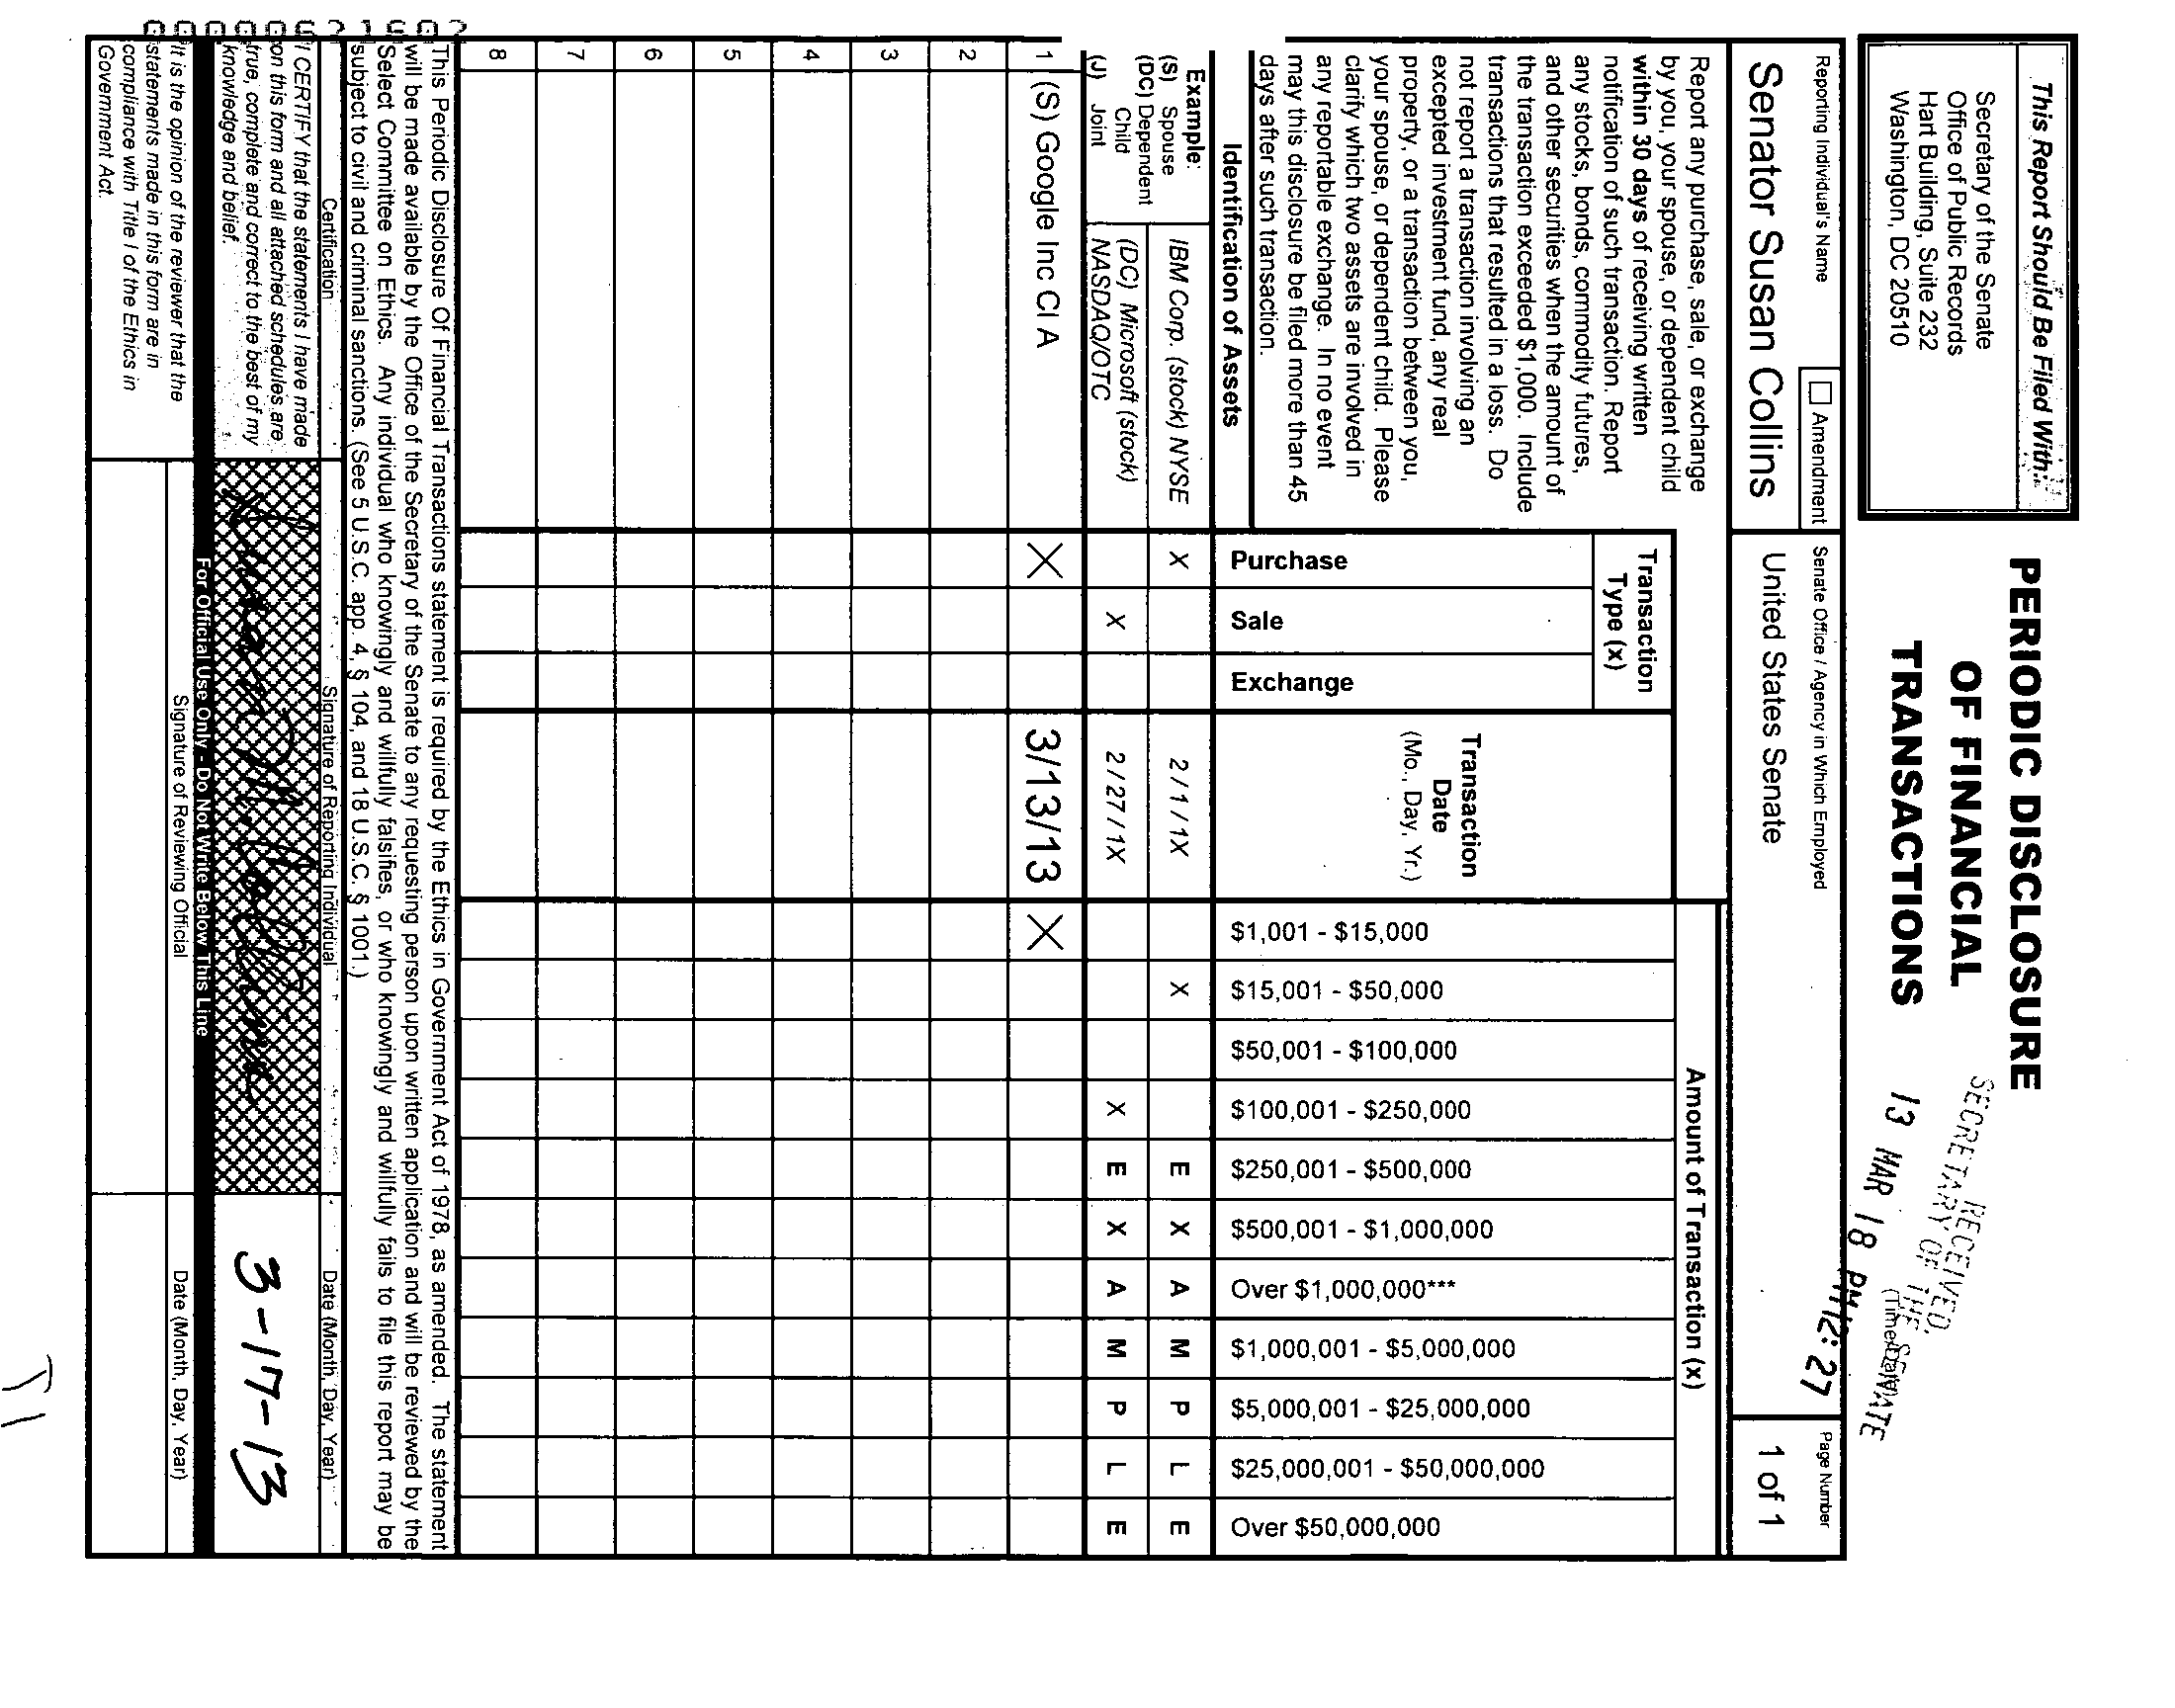 This Report Should Be Filed With:
Secretary of the Senate
Office of Public Records
Hart Building, Suite 232
Washington, DC 20510
PERIODIC DISCLOSURE
OF FINANCIAL
TRANSACTIONS
RECEIVED
SECRETARY OF THE SENATE
13 MAR 18 PM 12:27
Reporting Individual's Name
Amendment
Senate Office / Agency in Which Employed
Page Number
Senator Susan Collins
United States Senate
1 of 1
Report any purchase, sale, or exchange
by you, your spouse, or dependent child
within 30 days of receiving written
notification of such transaction. Report
any stocks, bonds, commodity futures,
and other securities when the amount of
the transaction exceeded $1,000. Include
transactions that resulted in a loss. Do
not report a transaction involving an
excepted investment fund, any real
property, or a transaction between you,
your spouse, or dependent child. Please
clarify which two assets are involved in
any reportable exchange. In no event
may this disclosure be filed more than 45
days after such transaction.
Identification of Assets
Transaction
Type (x)
Purchase
Sale
Exchange
Transaction
Date
(Mo., Day, Yr.)
Amount of Transaction (x)
$1,001 - $15,000
$15,001 - $50,000
$50,001 - $100,000
$100,001 - $250,000
$250,001 - $500,000
$500,001 - $1,000,000
Over $1,000,000***
$1,000,001 - $5,000,000
$5,000,001 - $25,000,000
$25,000,001 - $50,000,000
Over $50,000,000
Example:
(S) Spouse
(DC) Dependent
Child
(J) Joint
IBM Corp. (stock) NYSE X 2/1/1X X E X A M P L E
(DC) Microsoft (stock)
NASDAQ/OTC X 2/27/1X X E X A M P L E
1 (S) Google Inc Cl A X 3/13/13 X
2
3
4
5
6
7
8
This Periodic Disclosure Of Financial Transactions statement is required by the Ethics in Government Act of 1978, as amended. The statement
will be made available by the Office of the Secretary of the Senate to any requesting person upon written application and will be reviewed by the
Select Committee on Ethics. Any individual who knowingly and willfully falsifies, or who knowingly and willfully fails to file this report may be
subject to civil and criminal sanctions. (See 5 U.S.C. app. 4, § 104, and 18 U.S.C. § 1001.)
Certification
Signature of Reporting Individual
Date (Month, Day, Year)
I CERTIFY that the statements I have made
on this form and all attached schedules are
true, complete and correct to the best of my
knowledge and belief.
3-17-13
For Official Use Only - Do Not Write Below This Line
It is the opinion of the reviewer that the
statements made in this form are in
compliance with Title I of the Ethics in
Government Act.
Signature of Reviewing Official
Date (Month, Day, Year)